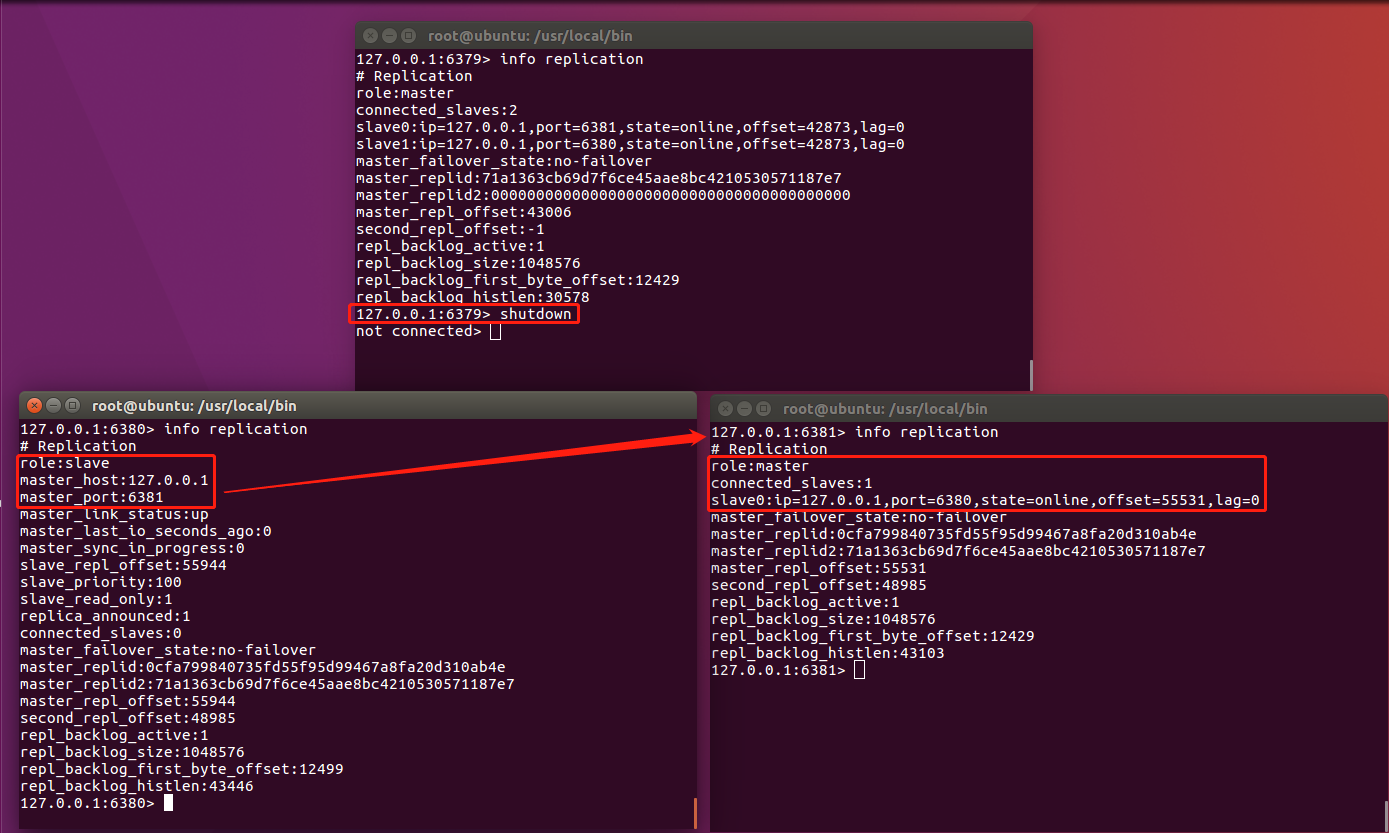 root@ubuntu: /usr/local/bin
127.0.0.1:6379> info replication
# Replication
role:master
connected_slaves:2
slave0:ip=127.0.0.1,port=6381,state=online,offset=42873,lag=0
slave1:ip=127.0.0.1,port=6380,state=online,offset=42873,lag=0
master_failover_state:no-failover
master_replid:71a1363cb69d7f6ce45aae8bc4210530571187e7
master_replid2:0000000000000000000000000000000000000000
master_repl_offset:43006
second_repl_offset:-1
repl_backlog_active:1
repl_backlog_size:1048576
repl_backlog_first_byte_offset:12429
repl_backlog_histlen:30578
127.0.0.1:6379> shutdown
not connected>
root@ubuntu: /usr/local/bin
127.0.0.1:6380> info replication
# Replication
role:slave
master_host:127.0.0.1
master_port:6381
master_link_status:up
master_last_io_seconds_ago:0
master_sync_in_progress:0
slave_repl_offset:55944
slave_priority:100
slave_read_only:1
replica_announced:1
connected_slaves:0
master_failover_state:no-failover
master_replid:0cfa799840735fd55f95d99467a8fa20d310ab4e
master_replid2:71a1363cb69d7f6ce45aae8bc4210530571187e7
master_repl_offset:55944
second_repl_offset:48985
repl_backlog_active:1
repl_backlog_size:1048576
repl_backlog_first_byte_offset:12499
repl_backlog_histlen:43446
127.0.0.1:6380>
root@ubuntu: /usr/local/bin
127.0.0.1:6381> info replication
# Replication
role:master
connected_slaves:1
slave0:ip=127.0.0.1,port=6380,state=online,offset=55531,lag=0
master_failover_state:no-failover
master_replid:0cfa799840735fd55f95d99467a8fa20d310ab4e
master_replid2:71a1363cb69d7f6ce45aae8bc4210530571187e7
master_repl_offset:55531
second_repl_offset:48985
repl_backlog_active:1
repl_backlog_size:1048576
repl_backlog_first_byte_offset:12429
repl_backlog_histlen:43103
127.0.0.1:6381>